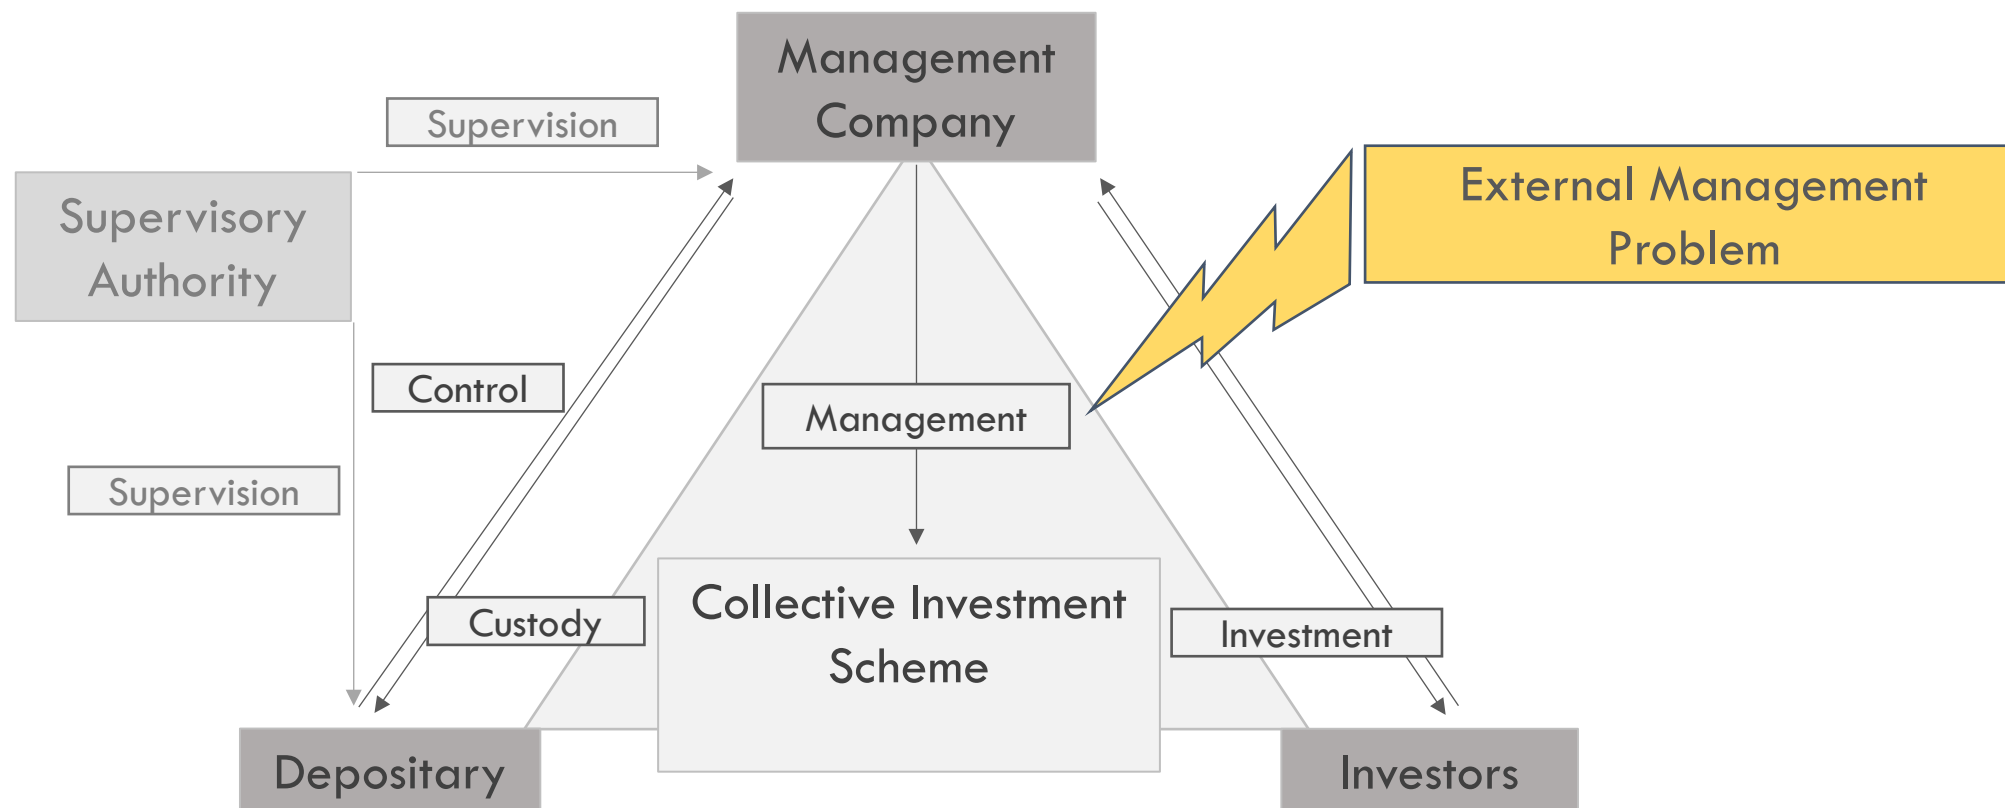 Management
Company
Supervision
External Management
Problem
Supervisory
Authority
Control
Management
Supervision
Custody
Collective Investment
Scheme
Investment
Depositary
Investors